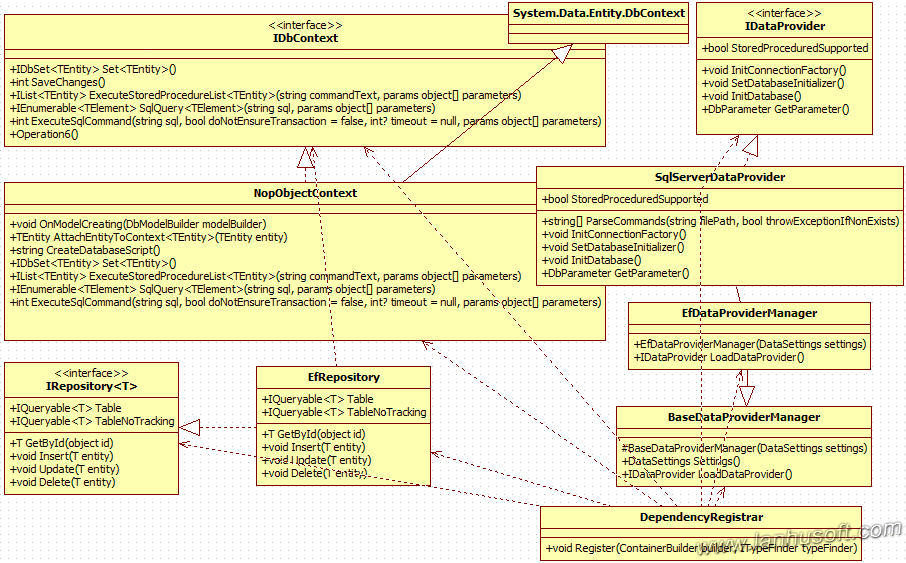 <<interface>>
IDbContext
+IDbSet<TEntity> Set<TEntity>()
+int SaveChanges()
+IList<TEntity> ExecuteStoredProcedureList<TEntity>(string commandText, params object[] parameters)
+IEnumerable<TElement> SqlQuery<TElement>(string sql, params object[] parameters)
+int ExecuteSqlCommand(string sql, bool doNotEnsureTransaction = false, int? timeout = null, params object[] parameters)
+Operation6()
System.Data.Entity.DbContext
<<interface>>
IDataProvider
+bool StoredProceduredSupported
+void InitConnectionFactory()
+void SetDatabaseInitializer()
+void InitDatabase()
+DbParameter GetParameter()
NopObjectContext
+void OnModelCreating(DbModelBuilder modelBuilder)
+TEntity AttachEntityToContext<TEntity>(TEntity entity)
+string CreateDatabaseScript()
+IDbSet<TEntity> Set<TEntity>()
+IList<TEntity> ExecuteStoredProcedureList<TEntity>(string commandText, params object[] parameters)
+IEnumerable<TElement> SqlQuery<TElement>(string sql, params object[] parameters)
+int ExecuteSqlCommand(string sql, bool doNotEnsureTransaction = false, int? timeout = null, params object[] parameters)
SqlServerDataProvider
+bool StoredProceduredSupported
+string[] ParseCommands(string filePath, bool throwExceptionIfNonExists)
+void InitConnectionFactory()
+void SetDatabaseInitializer()
+void InitDatabase()
+DbParameter GetParameter()
EfDataProviderManager
+EfDataProviderManager(DataSettings settings)
+IDataProvider LoadDataProvider()
<<interface>>
IRepository<T>
+IQueryable<T> Table
+IQueryable<T> TableNoTracking
+T GetById(object id)
+void Insert(T entity)
+void Update(T entity)
+void Delete(T entity)
EfRepository
+IQueryable<T> Table
+IQueryable<T> TableNoTracking
+T GetById(object id)
+void Insert(T entity)
+void Update(T entity)
+void Delete(T entity)
BaseDataProviderManager
#BaseDataProviderManager(DataSettings settings)
+DataSettings Settings()
+IDataProvider LoadDataProvider()
DependencyRegistrar
+void Register(ContainerBuilder builder, ITypeFinder typeFinder)
www.lanhusoft.com